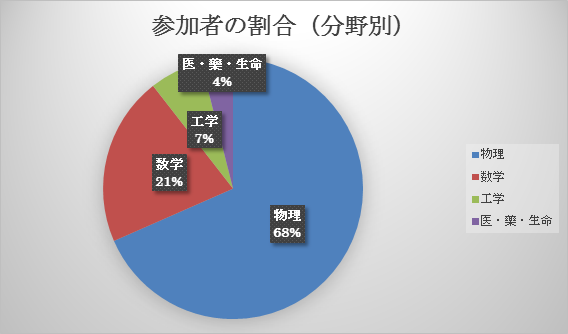 参加者の割合（分野別）
医・薬・生命
4%
工学
7%
数学
21%
物理
68%
物理
数学
工学
医・薬・生命